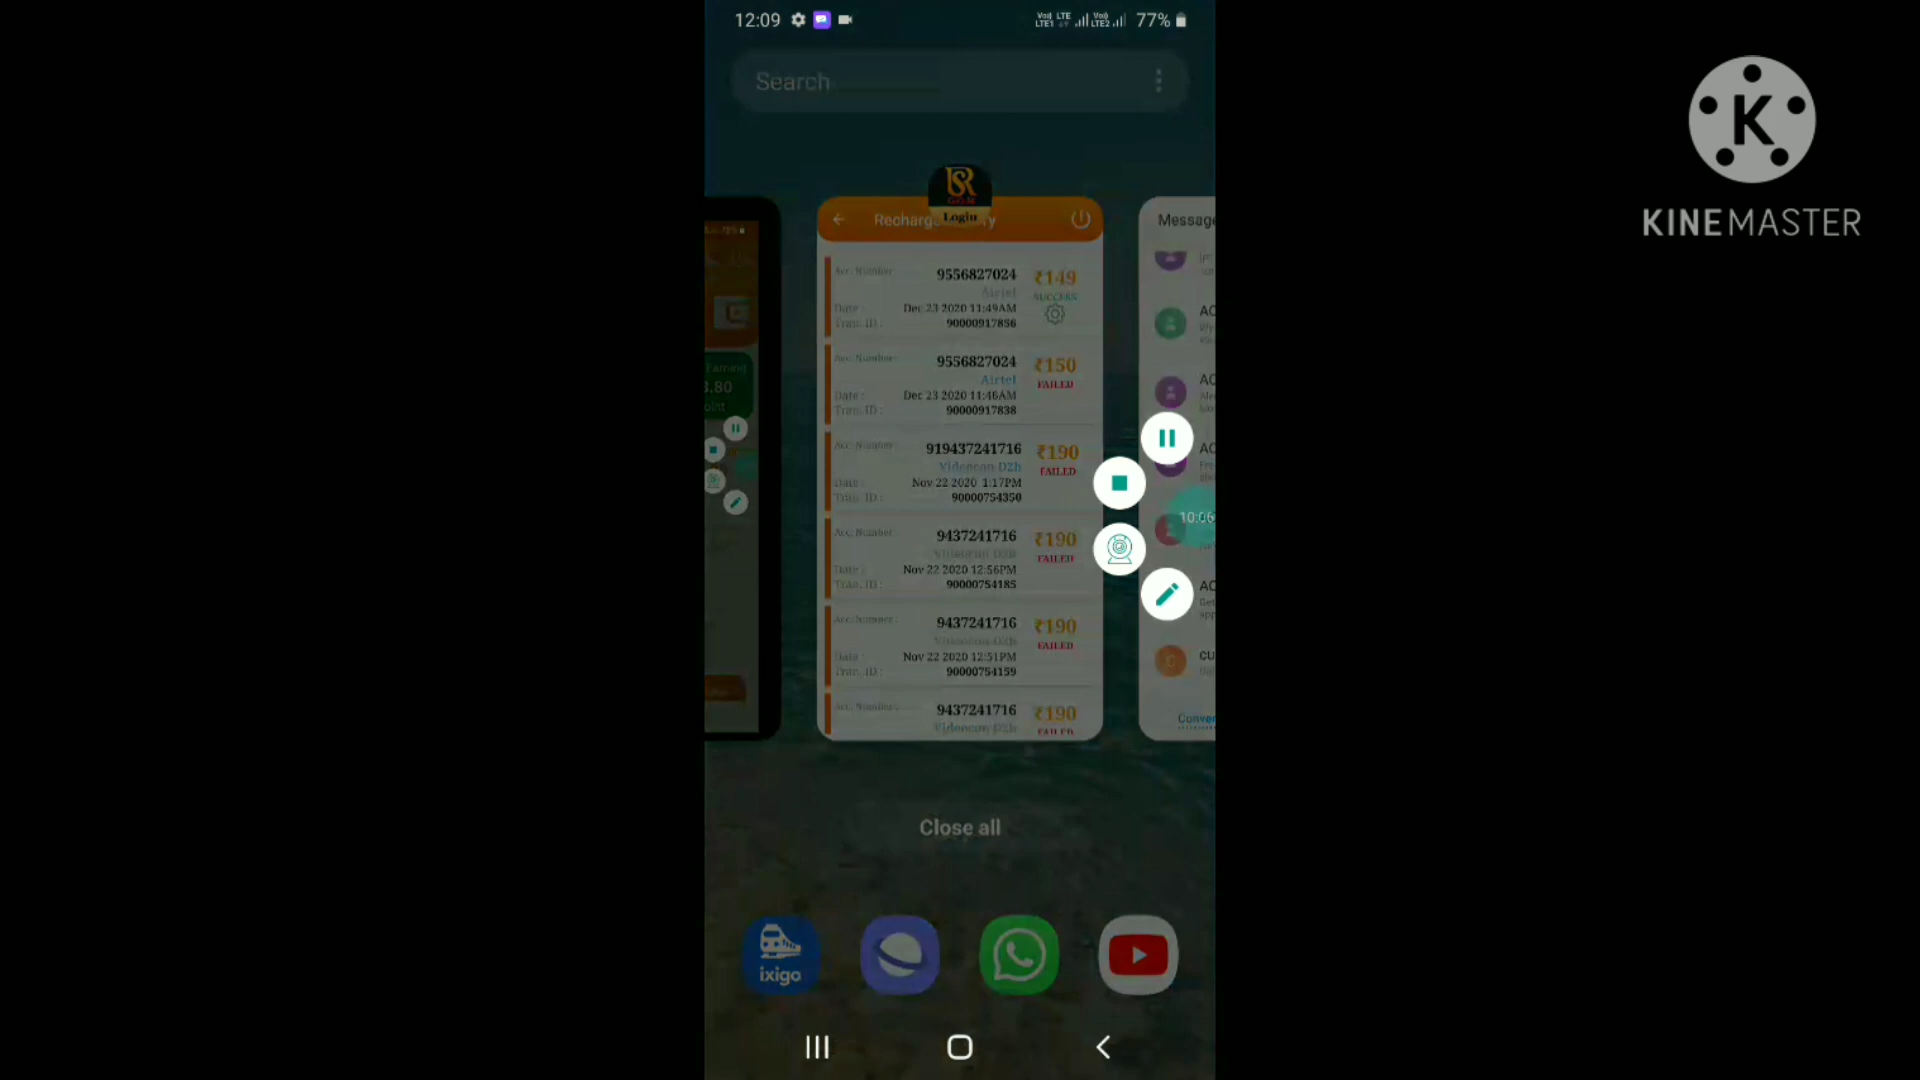 12:09
77%
Search
K
KINEMASTER
Login
Message
Acc. Number:
9556827024
₹149
Airtel
SUCCESS
Date :
Dec 23 2020 11:49AM
Tran. ID :
90000917856
Acc. Number:
9556827024
₹150
Airtel
FAILED
Date :
Dec 23 2020 11:46AM
Tran. ID :
90000917838
Acc. Number:
919437241716
₹190
Videocon D2h
FAILED
Date :
Nov 22 2020 1:17PM
Tran. ID :
90000754350
Acc. Number:
9437241716
₹190
Videocon D2h
FAILED
Date :
Nov 22 2020 12:56PM
Tran. ID :
90000754185
Acc. Number:
9437241716
₹190
Videocon D2h
FAILED
Date :
Nov 22 2020 12:51PM
Tran. ID :
90000754159
Acc. Number:
9437241716
₹190
Videocon D2h
FAILED
10:06
Close all
ixigo